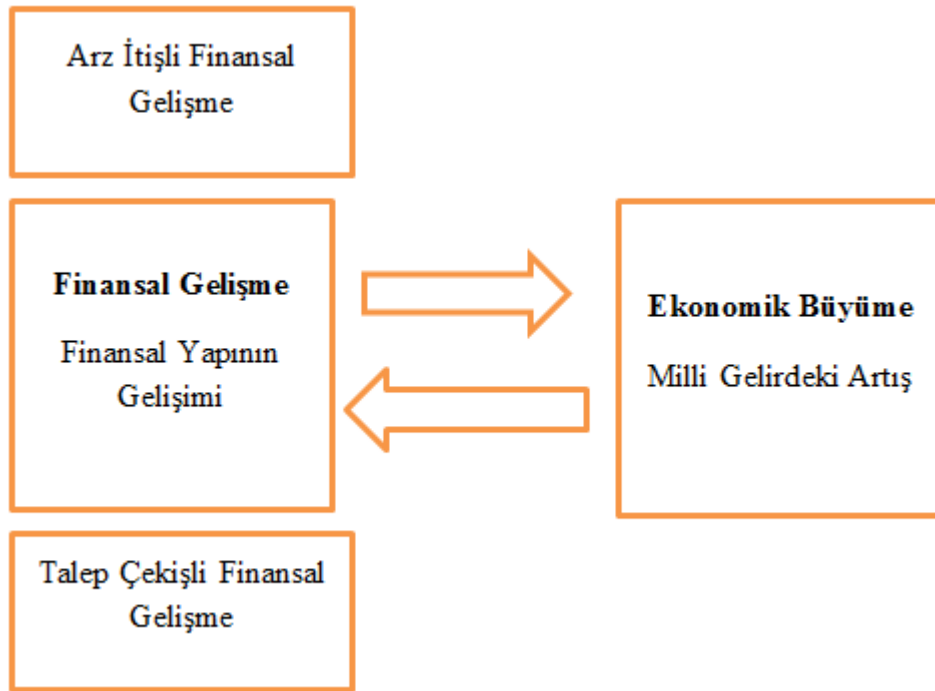 Arz İtişli Finansal
Gelişme
Finansal Gelişme
Finansal Yapının
Gelişimi
Ekonomik Büyüme
Milli Gelirdeki Artış
Talep Çekişli Finansal
Gelişme